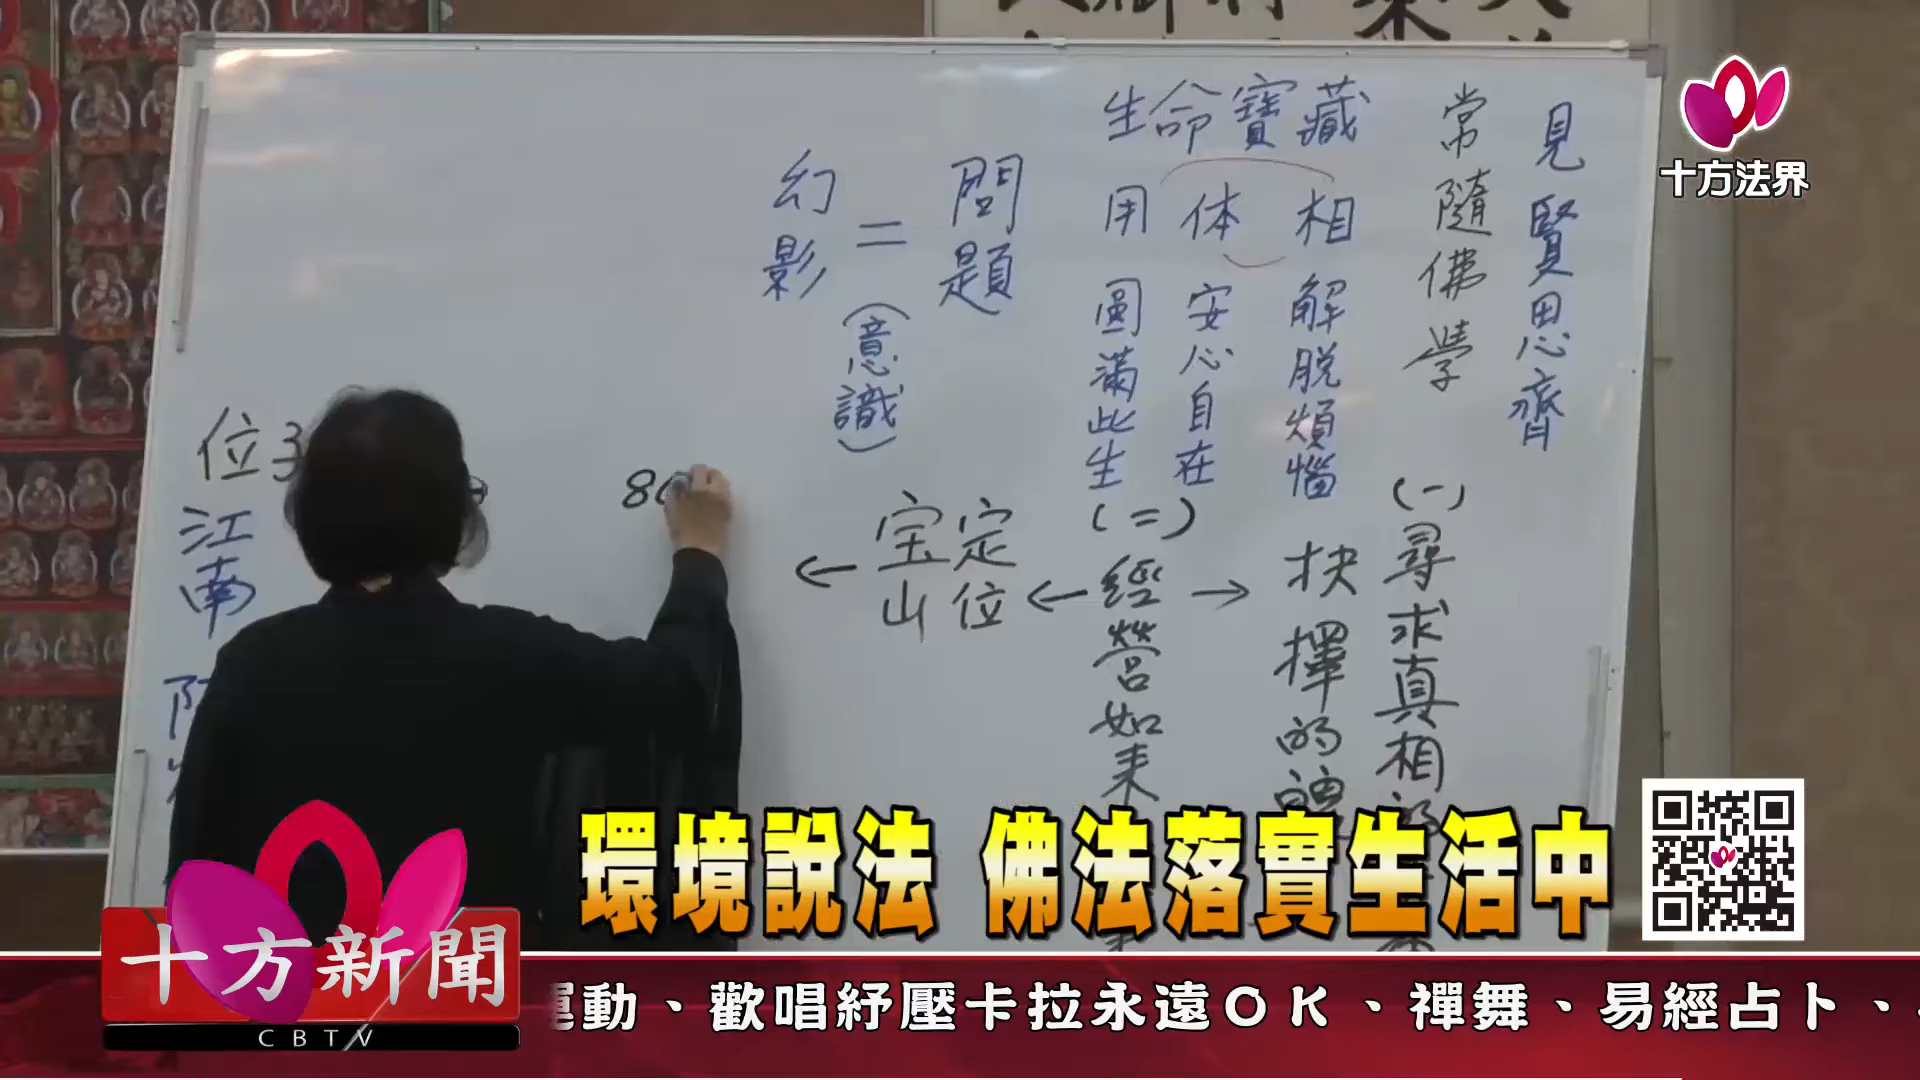 十方法界
見賢思齊
常隨佛學
生命寶藏
相 体 用
解脱煩惱
安心自在
圓滿此生
問題
=
幻影
(意識)
(一)
尋求真相
抉擇的
(二)
經營如来
← →
定位
宝山
←
80
位
江南
環境說法 佛法落實生活中
十方新聞
CBTV
運動、歡唱紓壓卡拉永遠OK、禪舞、易經占卜、